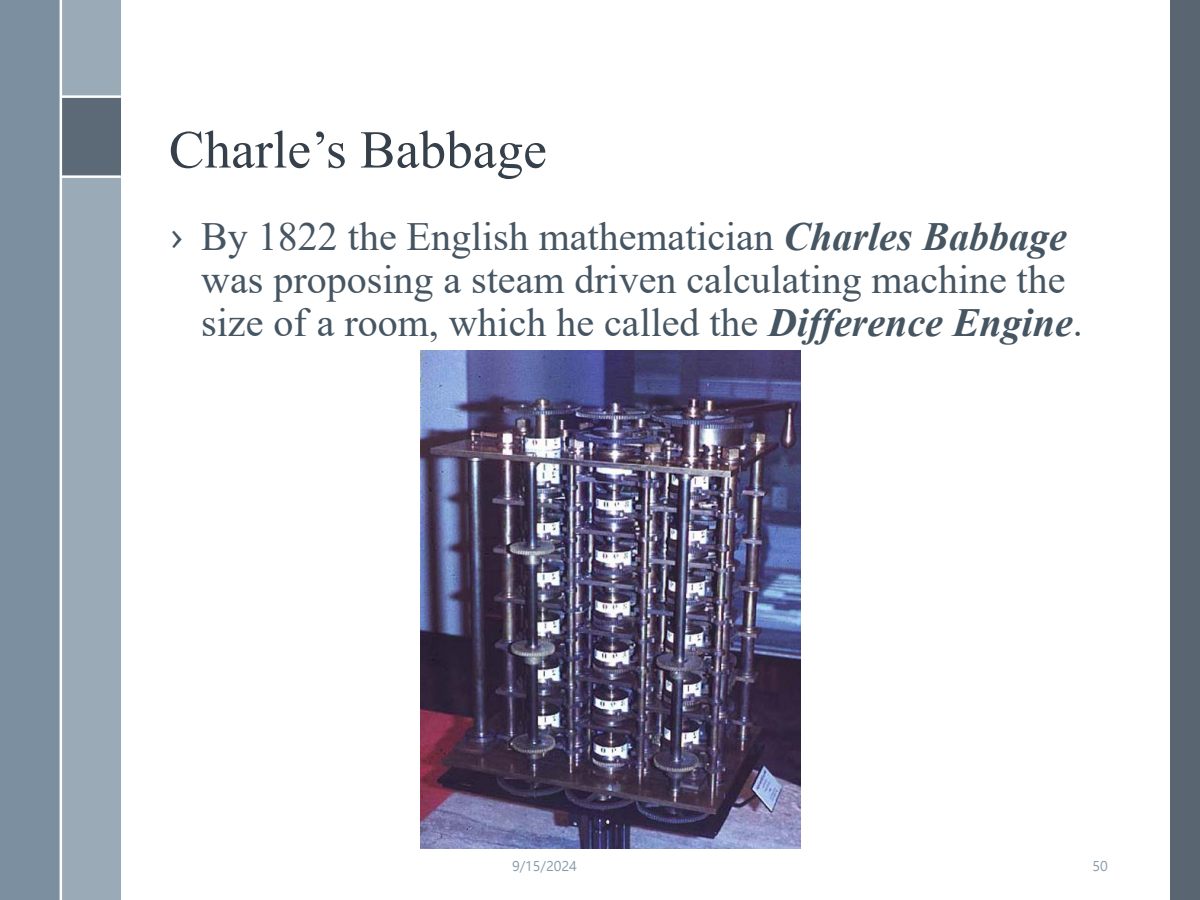 Charle’s Babbage
› By 1822 the English mathematician Charles Babbage
was proposing a steam driven calculating machine the
size of a room, which he called the Difference Engine.
9/15/2024
50